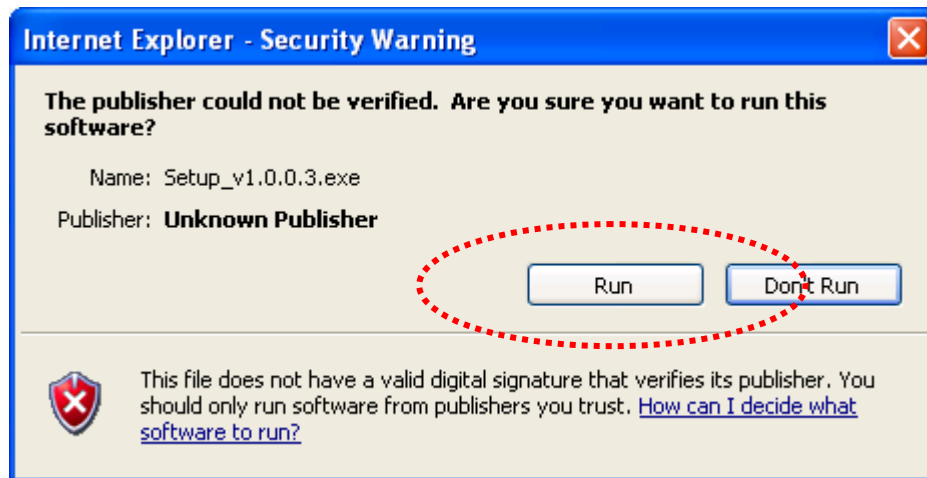 Internet Explorer - Security Warning
The publisher could not be verified. Are you sure you want to run this
software?
Name: Setup_v1.0.0.3.exe
Publisher: Unknown Publisher
Run Don't Run
This file does not have a valid digital signature that verifies its publisher. You
should only run software from publishers you trust. How can I decide what
software to run?